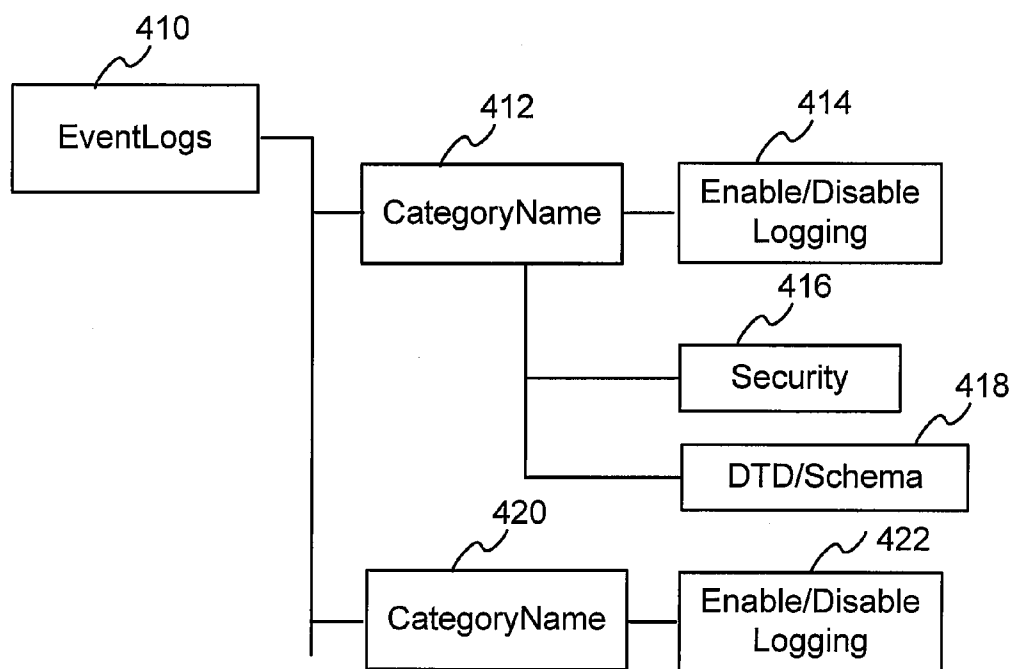 410
EventLogs
412
CategoryName
414
Enable/Disable
Logging
416
Security
418
DTD/Schema
420
CategoryName
422
Enable/Disable
Logging